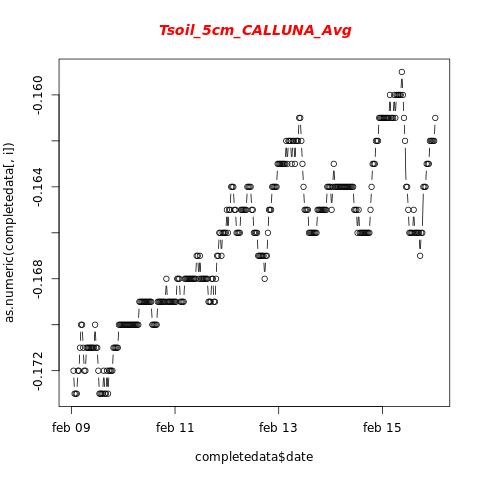 Tsoil_5cm_CALLUNA_Avg
as.numeric(completedata[, i])
-0.160
-0.164
-0.168
-0.172
feb 09 feb 11 feb 13 feb 15
completedata$date